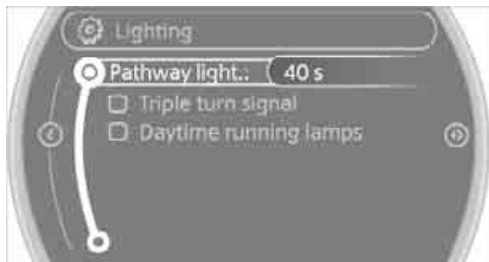 Lighting
Pathway light.: 40 s
Triple turn signal
Daytime running lamps